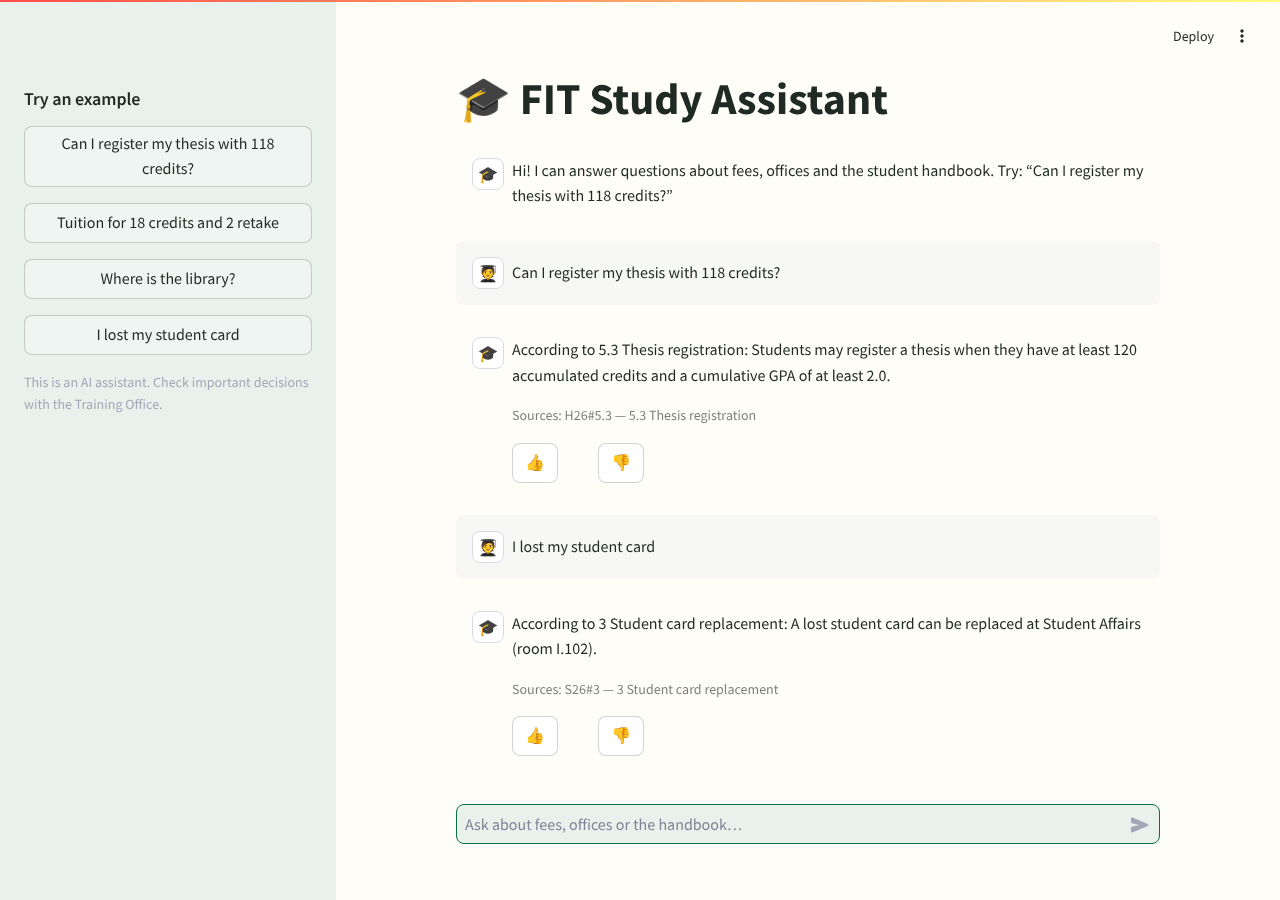 Deploy
Try an example
Can I register my thesis with 118
credits?
Tuition for 18 credits and 2 retake
Where is the library?
I lost my student card
This is an AI assistant. Check important decisions
with the Training Office.
FIT Study Assistant
Hi! I can answer questions about fees, offices and the student handbook. Try: “Can I register my
thesis with 118 credits?”
Can I register my thesis with 118 credits?
According to 5.3 Thesis registration: Students may register a thesis when they have at least 120
accumulated credits and a cumulative GPA of at least 2.0.
Sources: H26#5.3 — 5.3 Thesis registration
I lost my student card
According to 3 Student card replacement: A lost student card can be replaced at Student Affairs
(room I.102).
Sources: S26#3 — 3 Student card replacement
Ask about fees, offices or the handbook…